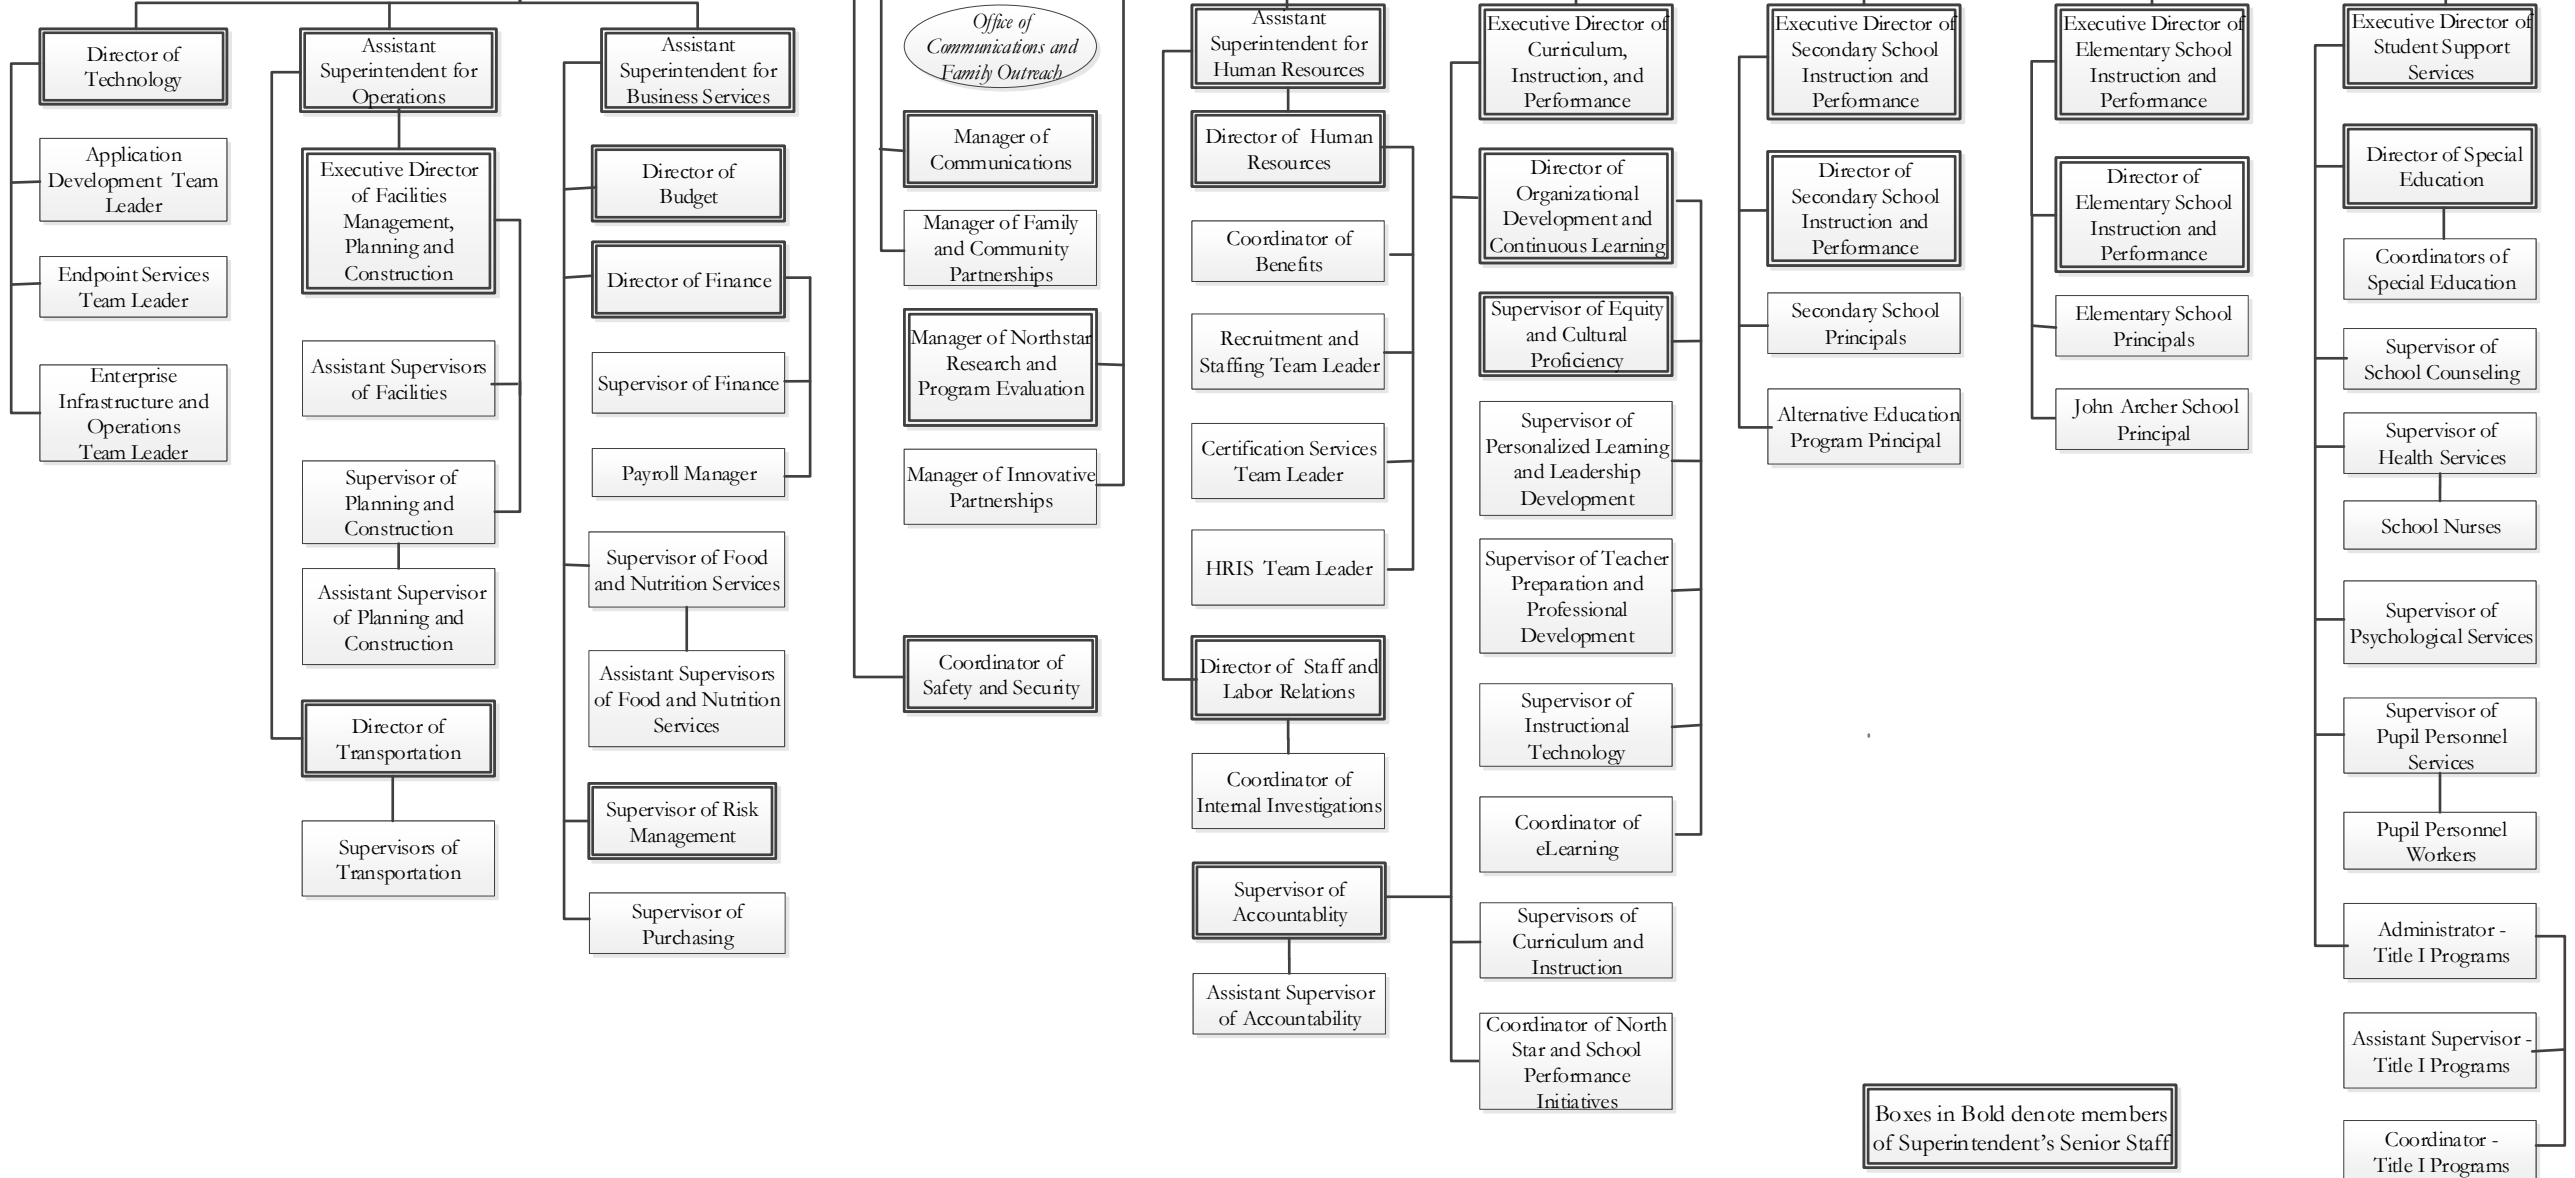 Director of
Technology
Application
Development Team
Leader
Endpoint Services
Team Leader
Enterprise
Infrastructure and
Operations
Team Leader
Assistant
Superintendent for
Operations
Executive Director
of Facilities
Management,
Planning and
Construction
Assistant Supervisors
of Facilities
Supervisor of
Planning and
Construction
Assistant Supervisor
of Planning and
Construction
Director of
Transportation
Supervisors of
Transportation
Assistant
Superintendent for
Business Services
Director of
Budget
Director of Finance
Supervisor of Finance
Payroll Manager
Supervisor of Food
and Nutrition Services
Assistant Supervisors
of Food and Nutrition
Services
Supervisor of Risk
Management
Supervisor of
Purchasing
Office of
Communications and
Family Outreach
Manager of
Communications
Manager of Family
and Community
Partnerships
Manager of Northstar
Research and
Program Evaluation
Manager of Innovative
Partnerships
Coordinator of
Safety and Security
Assistant
Superintendent for
Human Resources
Director of Human
Resources
Coordinator of
Benefits
Recruitment and
Staffing Team Leader
Certification Services
Team Leader
HRIS Team Leader
Director of Staff and
Labor Relations
Coordinator of
Internal Investigations
Supervisor of
Accountablity
Assistant Supervisor
of Accountability
Executive Director of
Curriculum,
Instruction, and
Performance
Director of
Organizational
Development and
Continuous Learning
Supervisor of Equity
and Cultural
Proficiency
Supervisor of
Personalized Learning
and Leadership
Development
Supervisor of Teacher
Preparation and
Professional
Development
Supervisor of
Instructional
Technology
Coordinator of
eLearning
Supervisors of
Curriculum and
Instruction
Coordinator of North
Star and School
Performance
Initiatives
Executive Director of
Secondary School
Instruction and
Performance
Director of
Secondary School
Instruction and
Performance
Secondary School
Principals
Alternative Education
Program Principal
Executive Director of
Elementary School
Instruction and
Performance
Director of
Elementary School
Instruction and
Performance
Elementary School
Principals
John Archer School
Principal
Executive Director of
Student Support
Services
Director of Special
Education
Coordinators of
Special Education
Supervisor of
School Counseling
Supervisor of
Health Services
School Nurses
Supervisor of
Psychological Services
Supervisor of
Pupil Personnel
Services
Pupil Personnel
Workers
Administrator -
Title I Programs
Assistant Supervisor -
Title I Programs
Coordinator -
Title I Programs
Boxes in Bold denote members
of Superintendent's Senior Staff